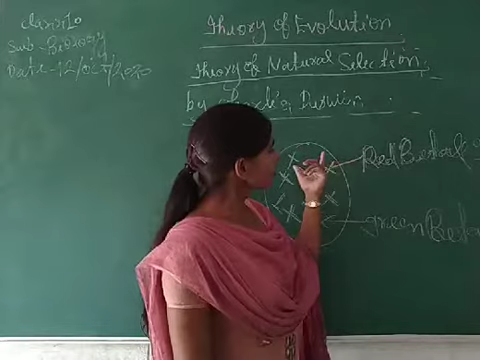 class 10
Sub - Biology
Date - 12/oct/2020
Theory of Evolution
Theory of Natural Selection
by Charles Darwin
Red Beetle
green Beetle